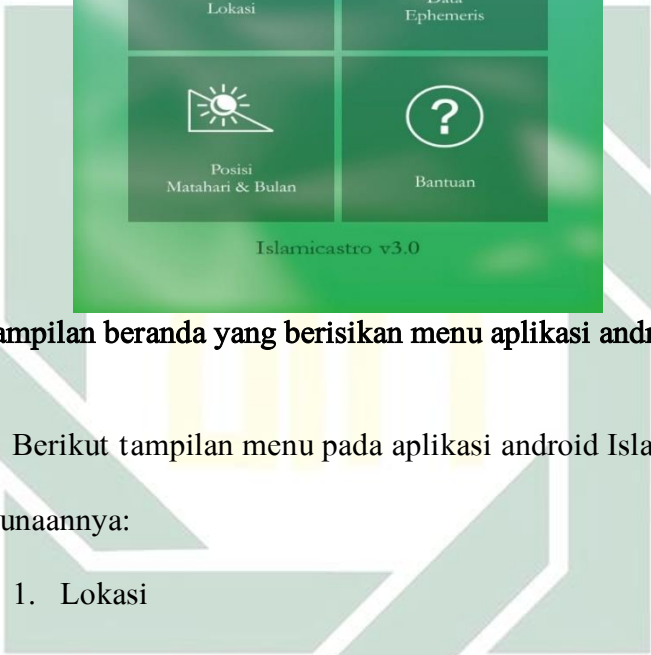 Lokasi
Data
Ephemeris
?
Posisi
Matahari & Bulan
Bantuan
Islamicastro v3.0
ampilan beranda yang berisikan menu aplikasi andr
Berikut tampilan menu pada aplikasi android Isla
unaannya:
1. Lokasi